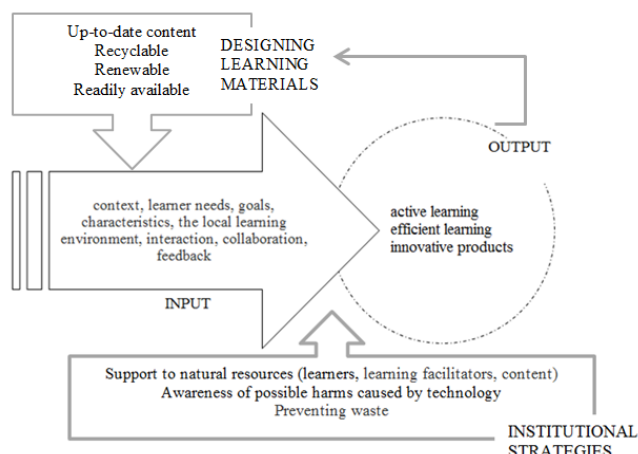 Up-to-date content
Recyclable
Renewable
Readily available
DESIGNING
LEARNING
MATERIALS
OUTPUT
context, learner needs, goals,
characteristics, the local learning
environment, interaction, collaboration,
feedback
active learning
efficient learning
innovative products
INPUT
Support to natural resources (learners, learning facilitators, content)
Awareness of possible harms caused by technology
Preventing waste
INSTITUTIONAL
STRATEGIES